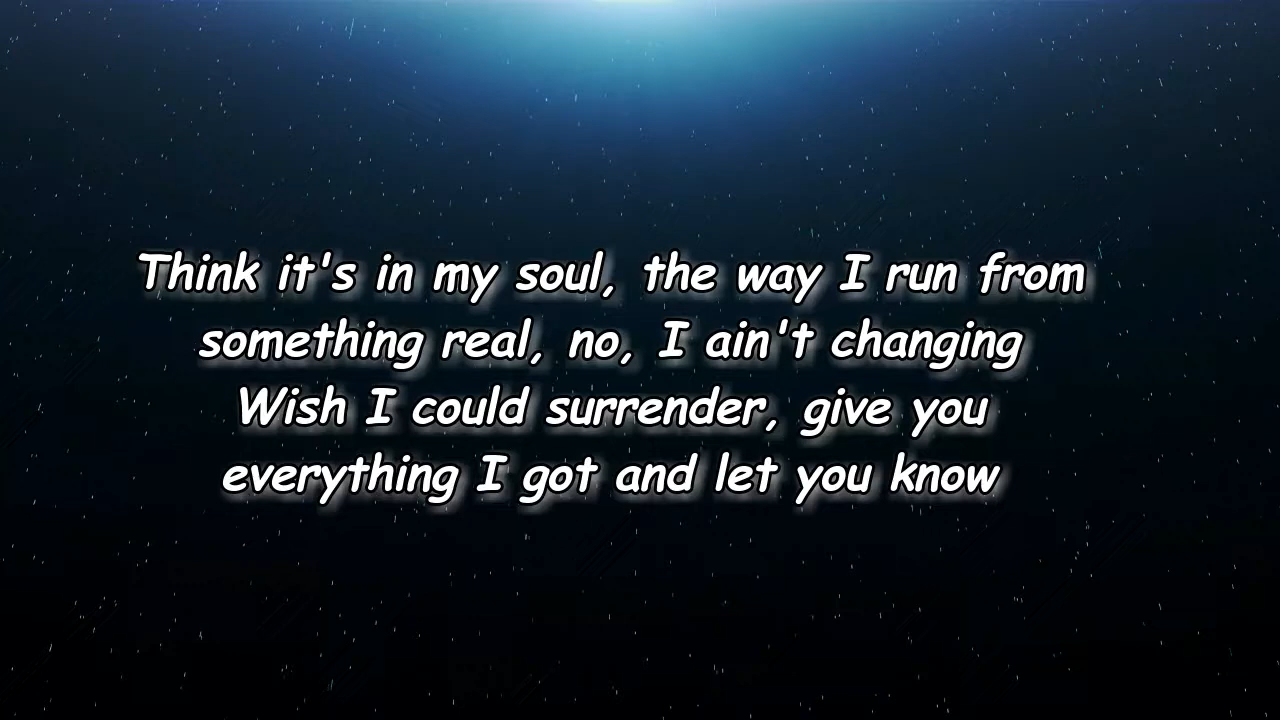 Think it's in my soul, the way I run from
something real, no, I ain't changing
Wish I could surrender, give you
everything I got and let you know